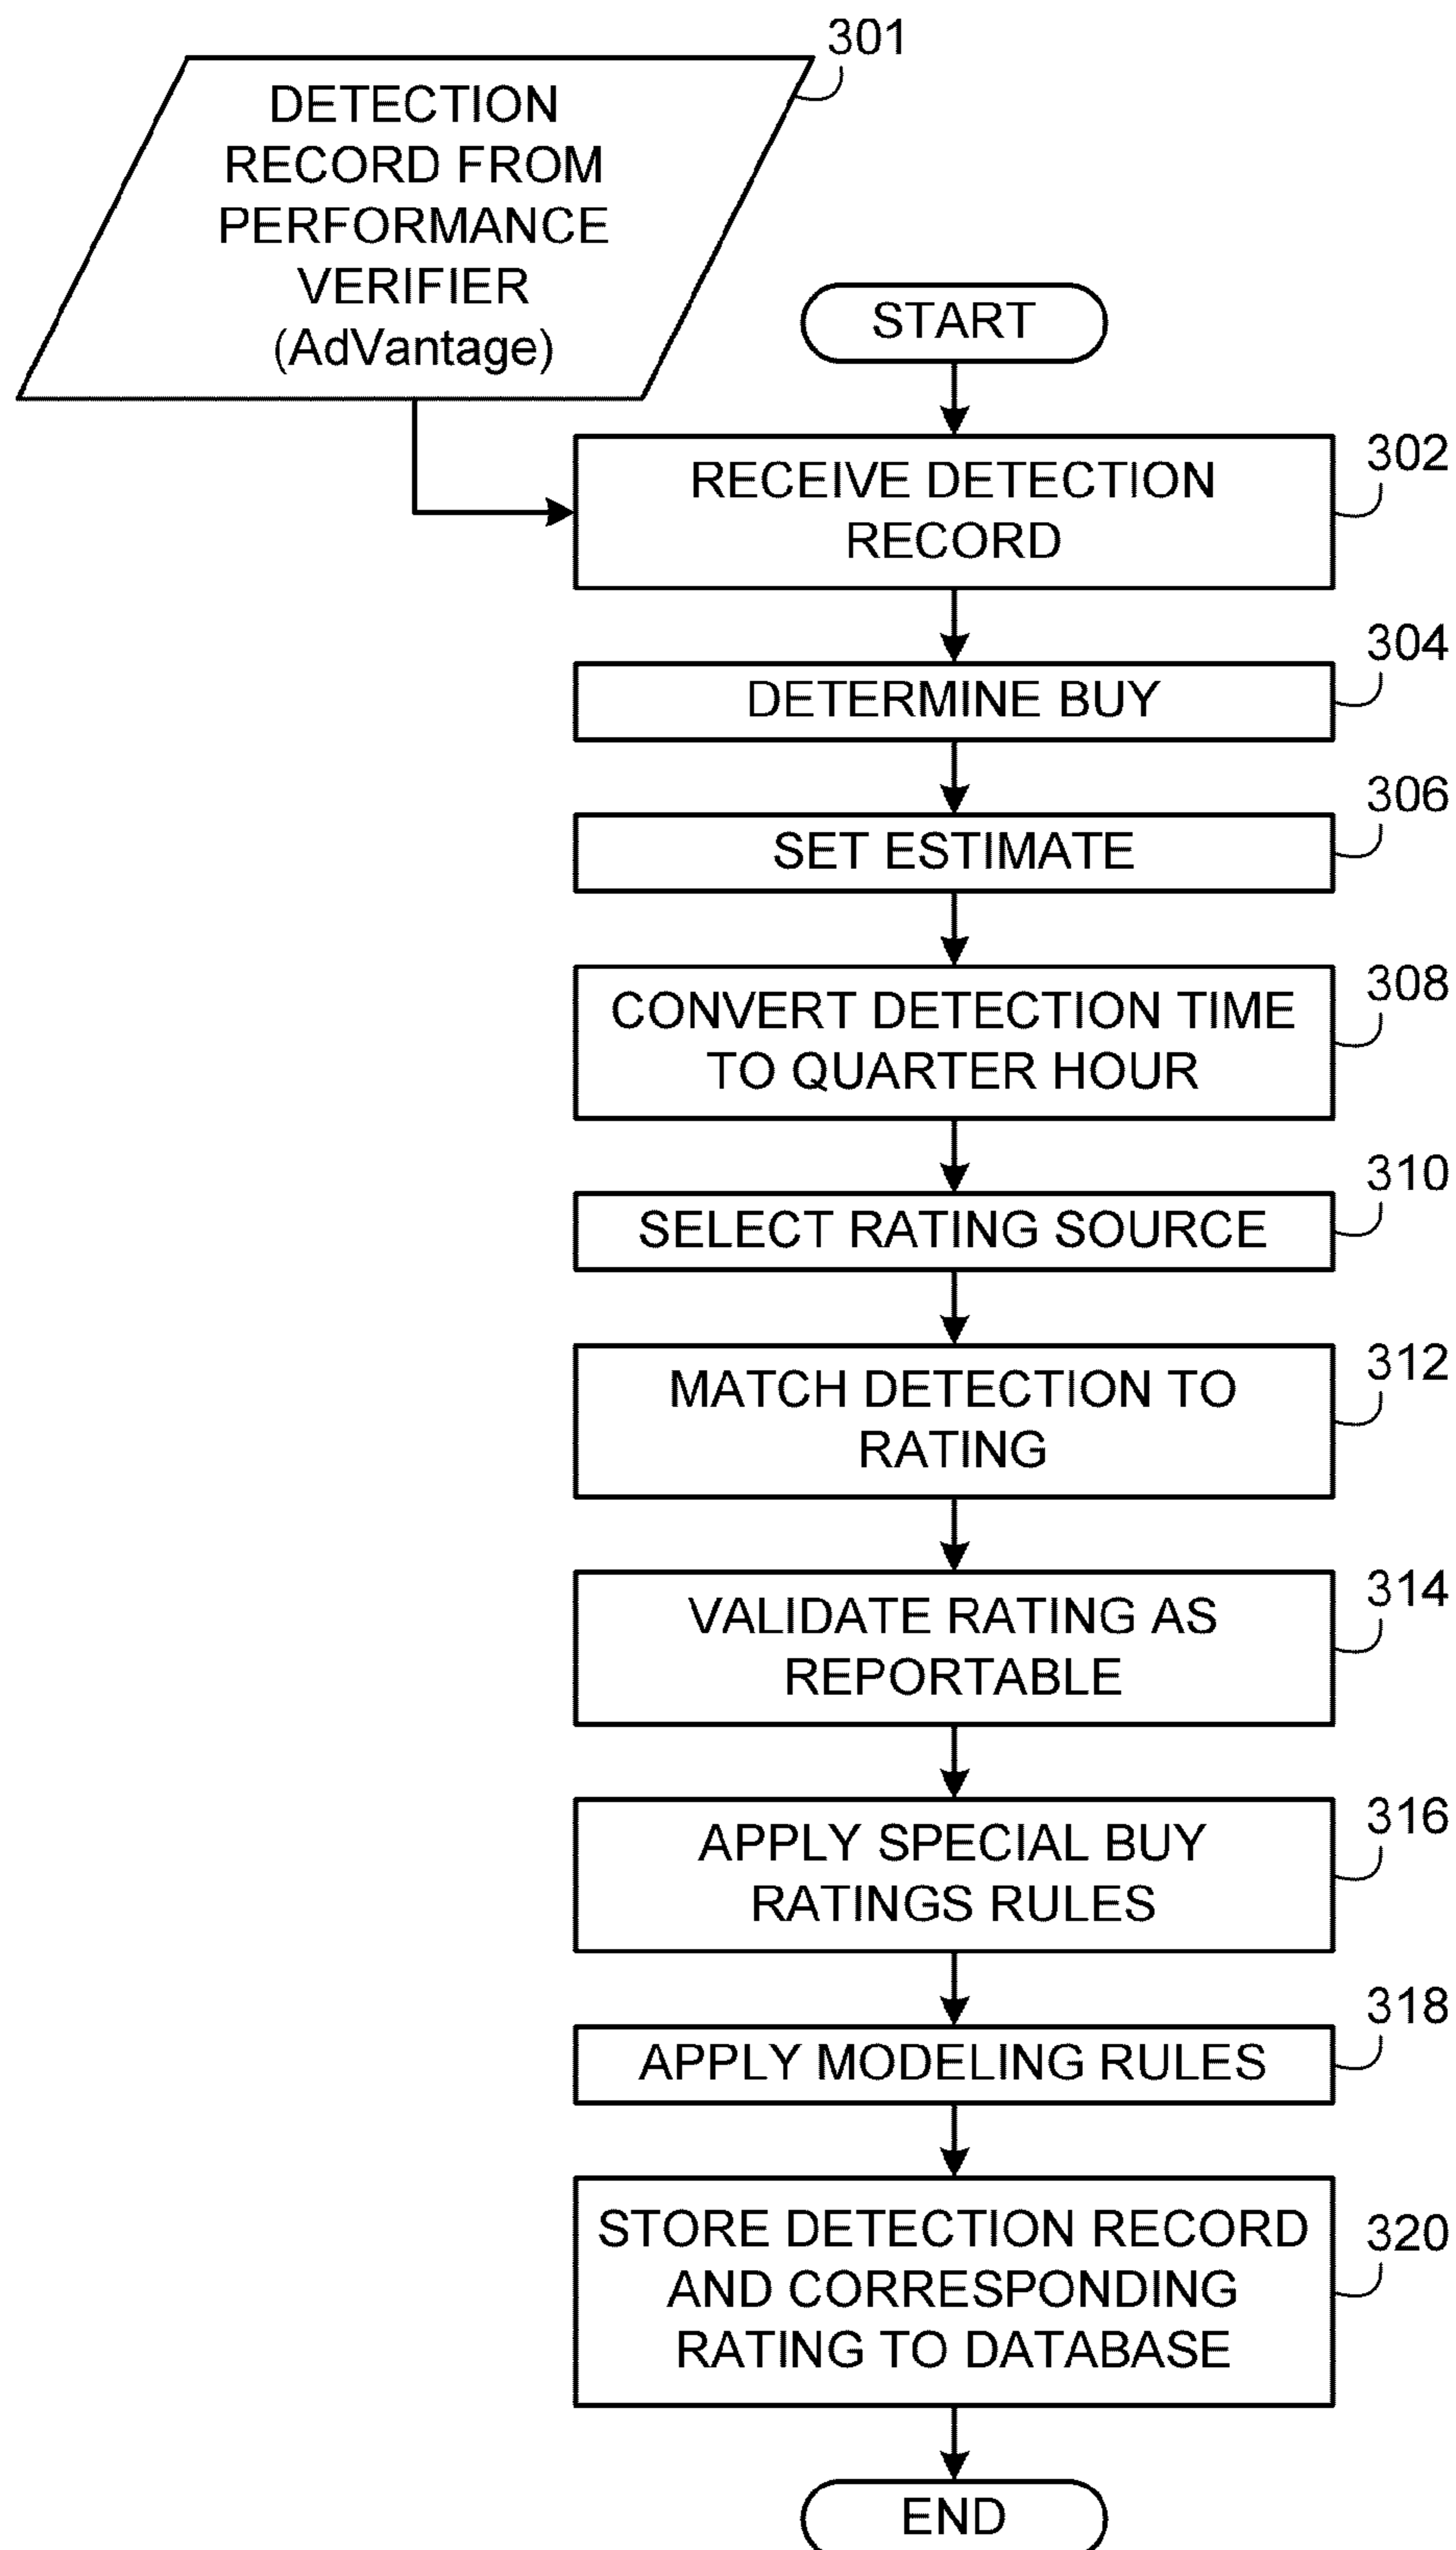 301
DETECTION
RECORD FROM
PERFORMANCE
VERIFIER
(AdVantage)
START
RECEIVE DETECTION
RECORD
302
DETERMINE BUY
304
SET ESTIMATE
306
CONVERT DETECTION TIME
TO QUARTER HOUR
308
SELECT RATING SOURCE
310
MATCH DETECTION TO
RATING
312
VALIDATE RATING AS
REPORTABLE
314
APPLY SPECIAL BUY
RATINGS RULES
316
APPLY MODELING RULES
318
STORE DETECTION RECORD
AND CORRESPONDING
RATING TO DATABASE
320
END